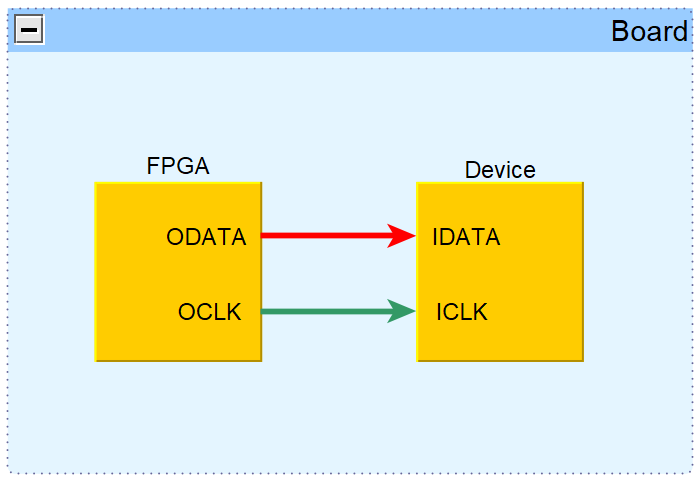 Board
FPGA
Device
ODATA
IDATA
OCLK
ICLK